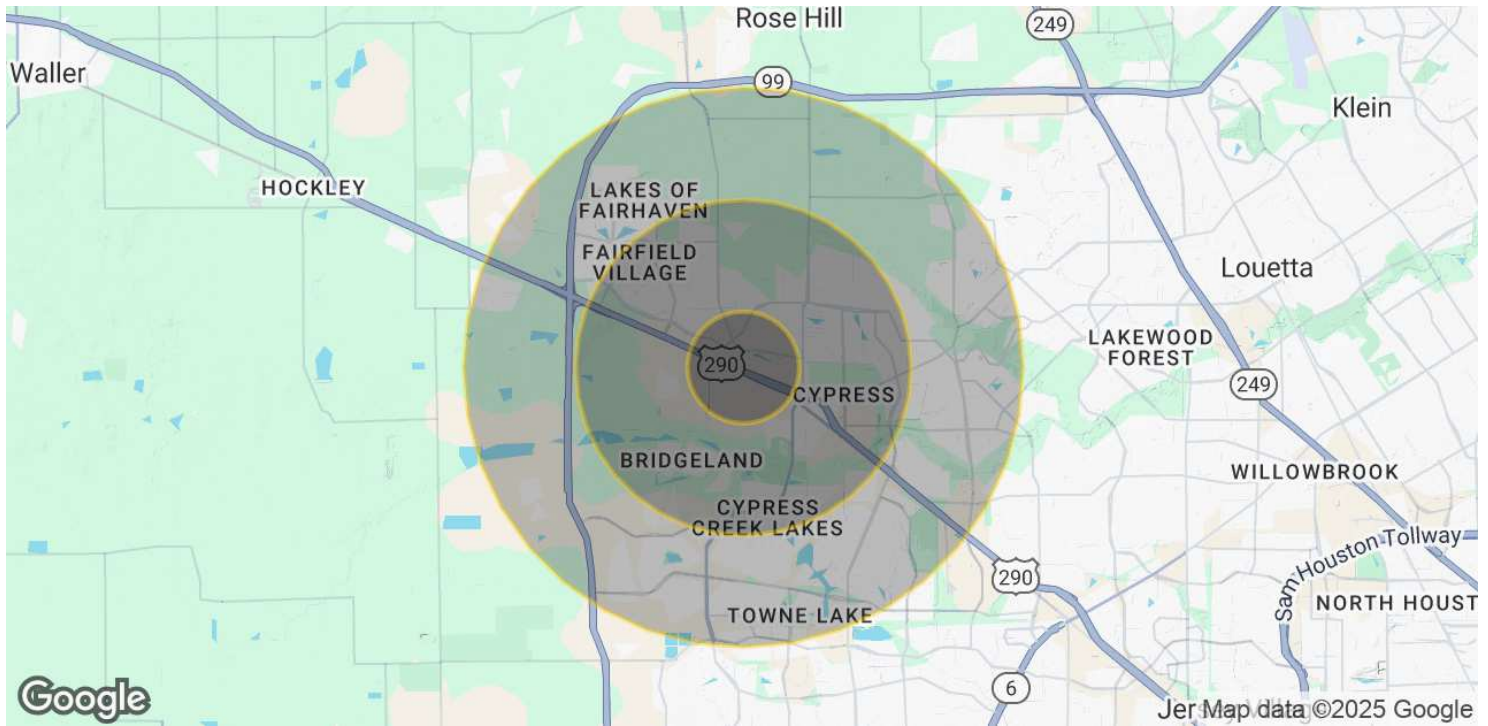 Rose Hill
249
Waller
99
Klein
HOCKLEY
LAKES OF
FAIRHAVEN
FAIRFIELD
VILLAGE
Louetta
LAKEWOOD
FOREST
290
249
CYPRESS
BRIDGELAND
WILLOWBROOK
CYPRESS
CREEK LAKES
Sam Houston Tollway
290
NORTH HOUST
TOWNE LAKE
6
Google
Jer Map data ©2025 Google